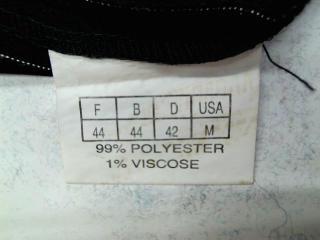 F B D USA
44 44 42 M
99% POLYESTER
1% VISCOSE